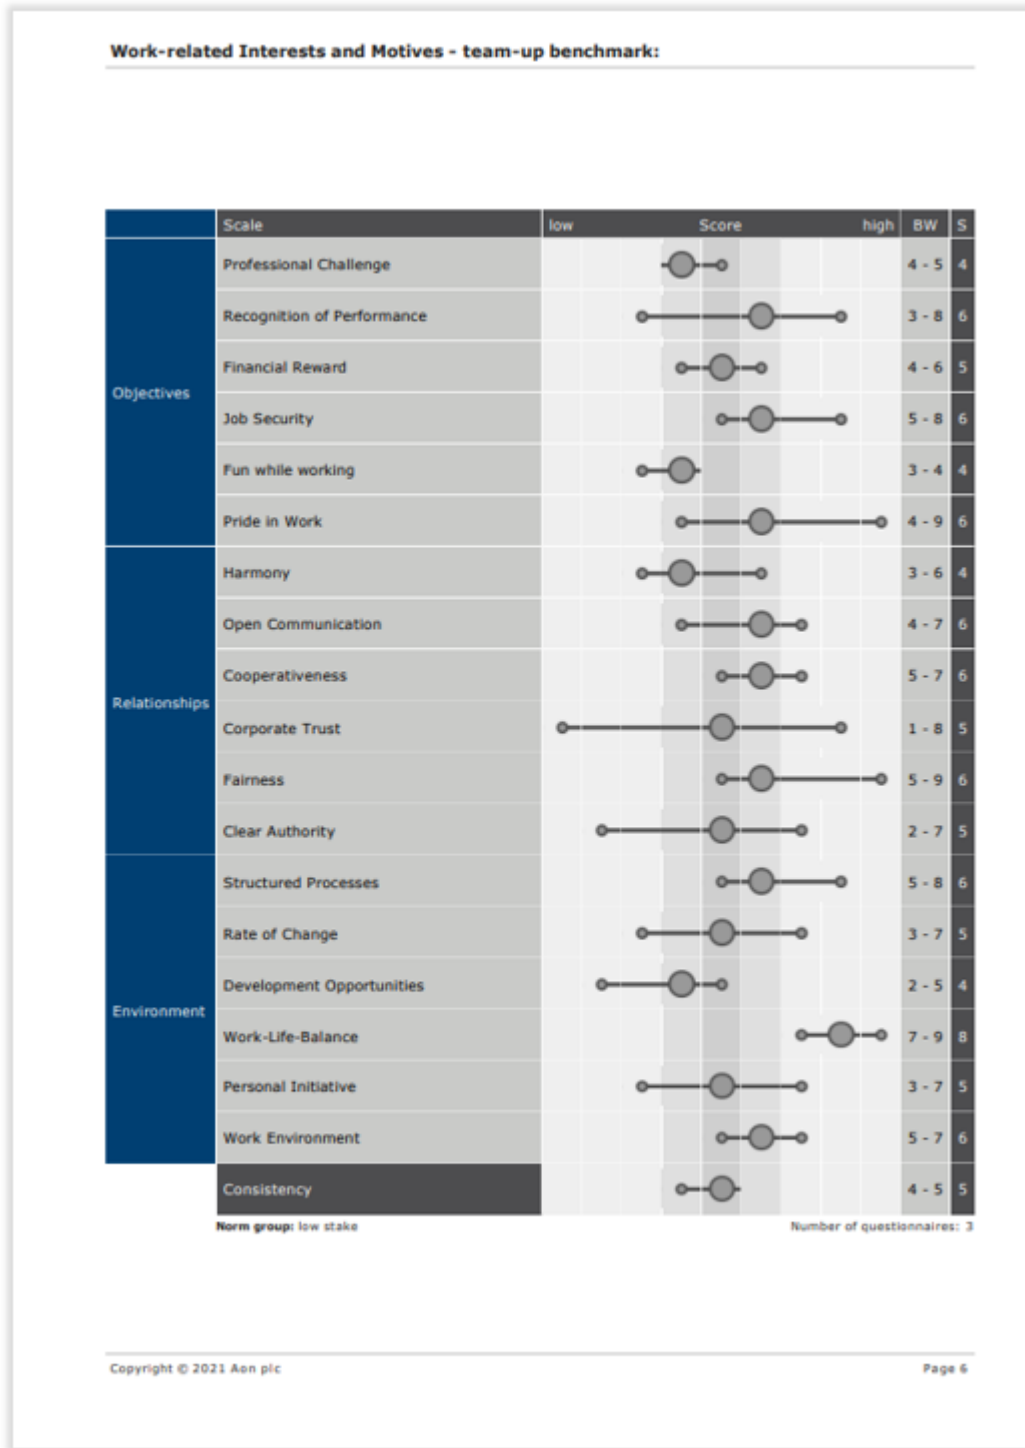 Work-related Interests and Motives - team-up benchmark:
Scale low Score high BW S
Objectives
Professional Challenge 4 - 5 4
Recognition of Performance 3 - 8 6
Financial Reward 4 - 6 5
Job Security 5 - 8 6
Fun while working 3 - 4 4
Pride in Work 4 - 9 6
Relationships
Harmony 3 - 6 4
Open Communication 4 - 7 6
Cooperativeness 5 - 7 6
Corporate Trust 1 - 8 5
Fairness 5 - 9 6
Clear Authority 2 - 7 5
Environment
Structured Processes 5 - 8 6
Rate of Change 3 - 7 5
Development Opportunities 2 - 5 4
Work-Life-Balance 7 - 9 8
Personal Initiative 3 - 7 5
Work Environment 5 - 7 6
Consistency 4 - 5 5
Norm group: low stake Number of questionnaires: 3
Copyright © 2021 Aon plc Page 6